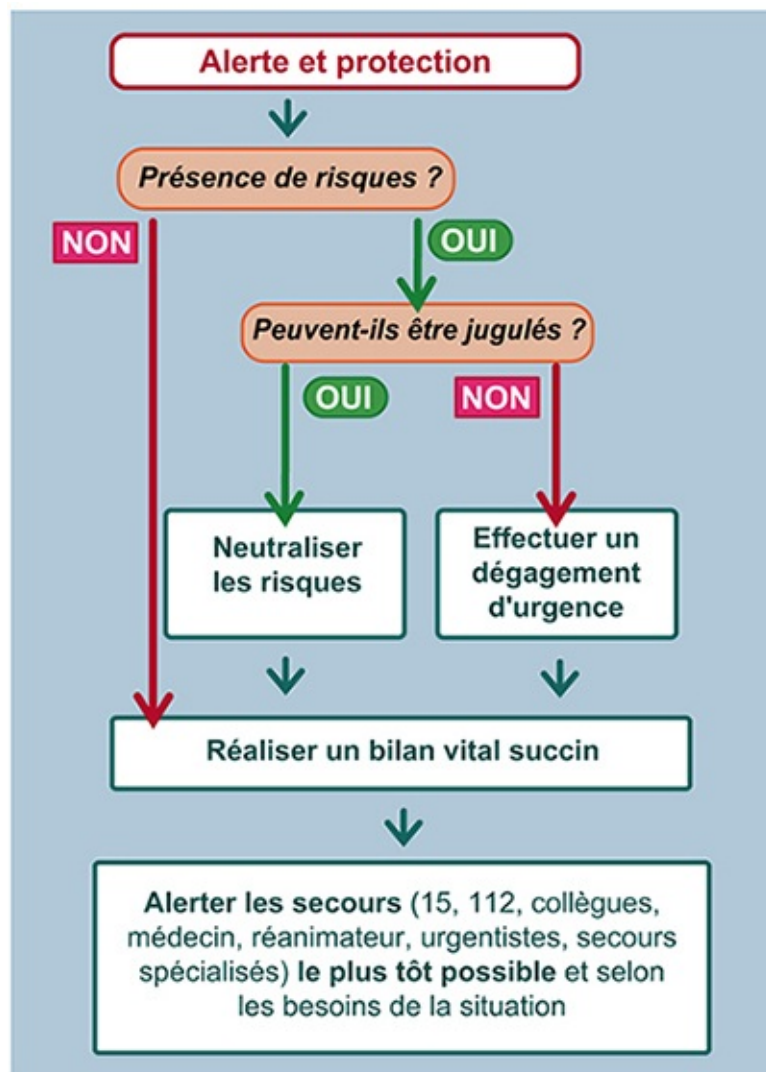 Alerte et protection
Présence de risques ?
NON
OUI
Peuvent-ils être jugulés ?
OUI
NON
Neutraliser
les risques
Effectuer un
dégagement
d'urgence
Réaliser un bilan vital succin
Alerter les secours (15, 112, collègues,
médecin, réanimateur, urgentistes, secours
spécialisés) le plus tôt possible et selon
les besoins de la situation